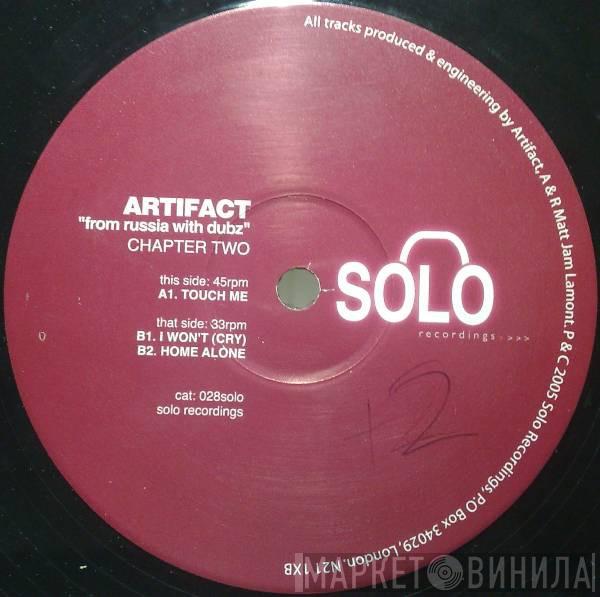 All tracks produced & engineering by Artifact, A & R Matt Jam Lamont. P & C 2005 Solo Recordings, P.O Box 34029, London. N21 1XB
ARTIFACT
"from russia with dubz"
CHAPTER TWO
this side: 45rpm
A1. TOUCH ME
that side: 33rpm
B1. I WON'T (CRY)
B2. HOME ALONE
cat: 028solo
solo recordings
SOLO
recordings >>>
+2
МАРКЕТ ВИНИЛА